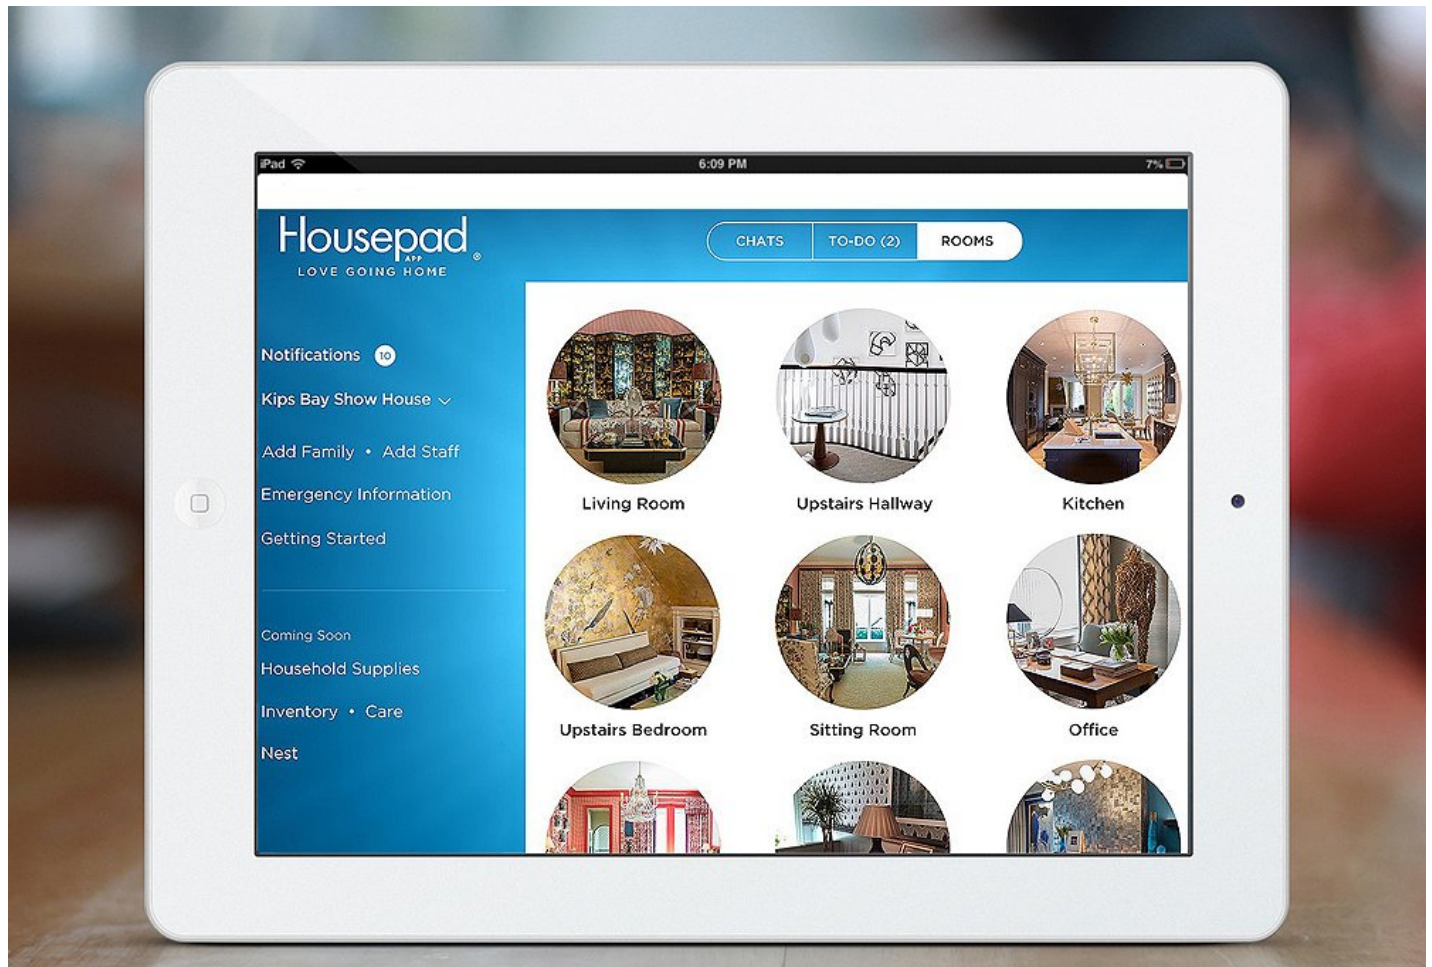 iPad
6:09 PM
7%
Housepad
APP ®
LOVE GOING HOME
CHATS
TO-DO (2)
ROOMS
Notifications 10
Kips Bay Show House
Add Family • Add Staff
Emergency Information
Getting Started
Coming Soon
Household Supplies
Inventory • Care
Nest
Living Room
Upstairs Hallway
Kitchen
Upstairs Bedroom
Sitting Room
Office